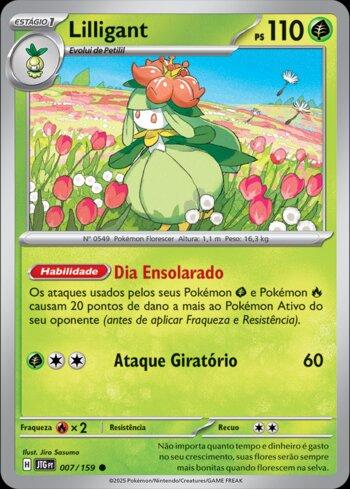 ESTÁGIO 1
Lilligant
PS 110
Evolui de Petilil
Nº 0549 Pokémon Florescer Altura: 1,1 m Peso: 16,3 kg
Habilidade Dia Ensolarado
Os ataques usados pelos seus Pokémon e Pokémon
causam 20 pontos de dano a mais ao Pokémon Ativo do
seu oponente (antes de aplicar Fraqueza e Resistência).
Ataque Giratório 60
Fraqueza ×2 Resistência Recuo
Ilust. Jiro Sasumo
H JTG PT 007/159
Não importa quanto tempo e dinheiro é gasto
no seu crescimento, suas flores serão sempre
mais bonitas quando florescem na selva.
©2025 Pokémon/Nintendo/Creatures/GAME FREAK